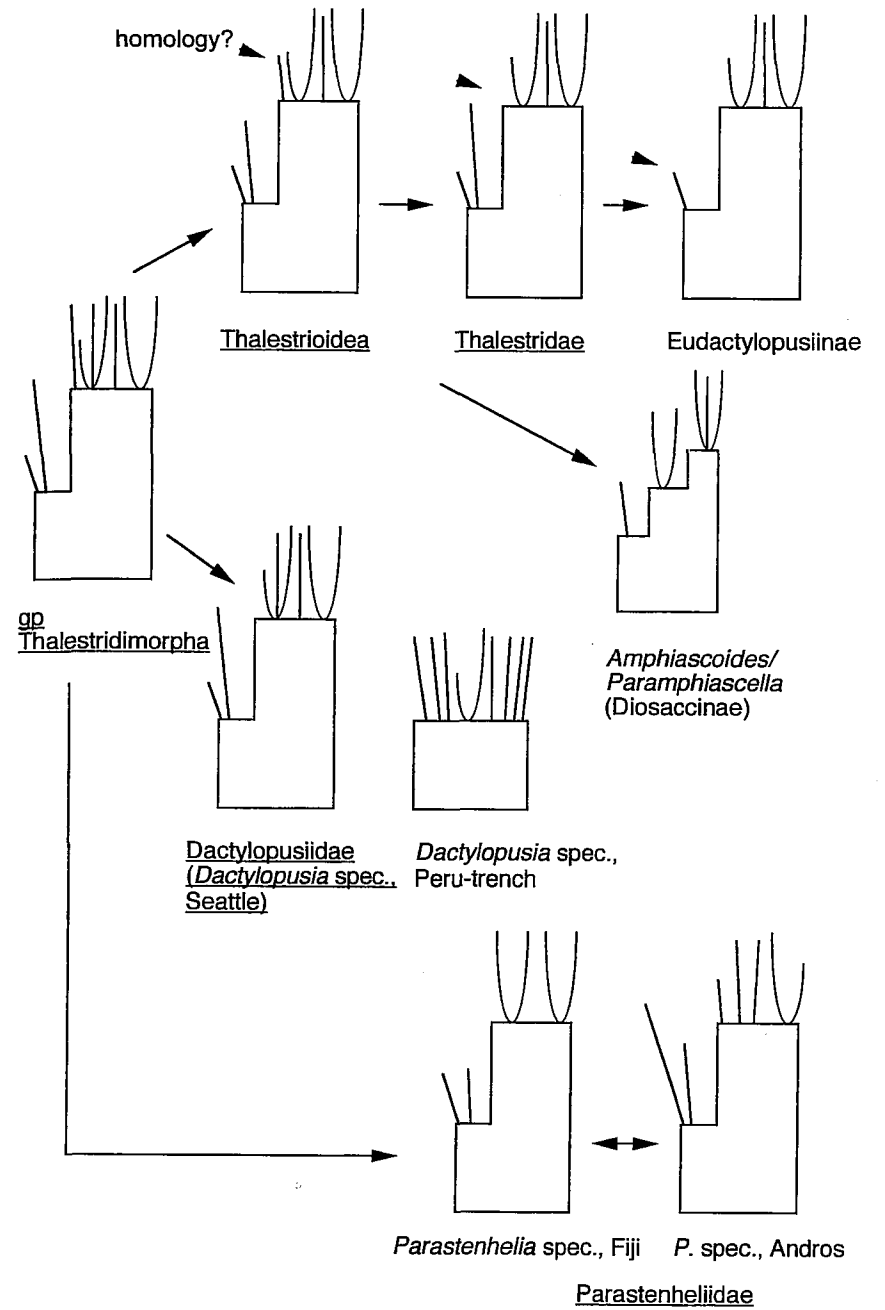 homology?
Thalestrioidea
Thalestridae
Eudactylopusiinae
gp
Thalestridimorpha
Amphiascoides/
Paramphiascella
(Diosaccinae)
Dactylopusiidae
(Dactylopusia spec.,
Seattle)
Dactylopusia spec.,
Peru-trench
Parastenhelia spec., Fiji
P. spec., Andros
Parastenheliidae